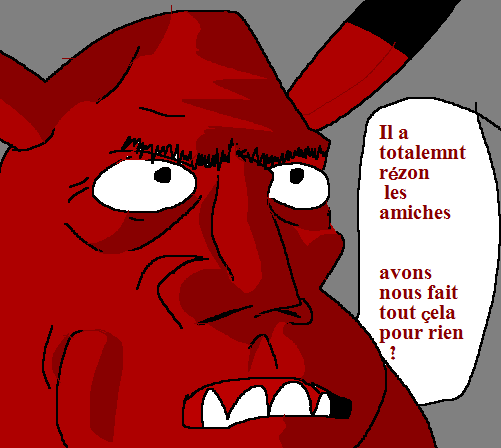 Il a
totalemnt
rézon
les
amiches
avons
nous fait
tout çela
pour rien
?